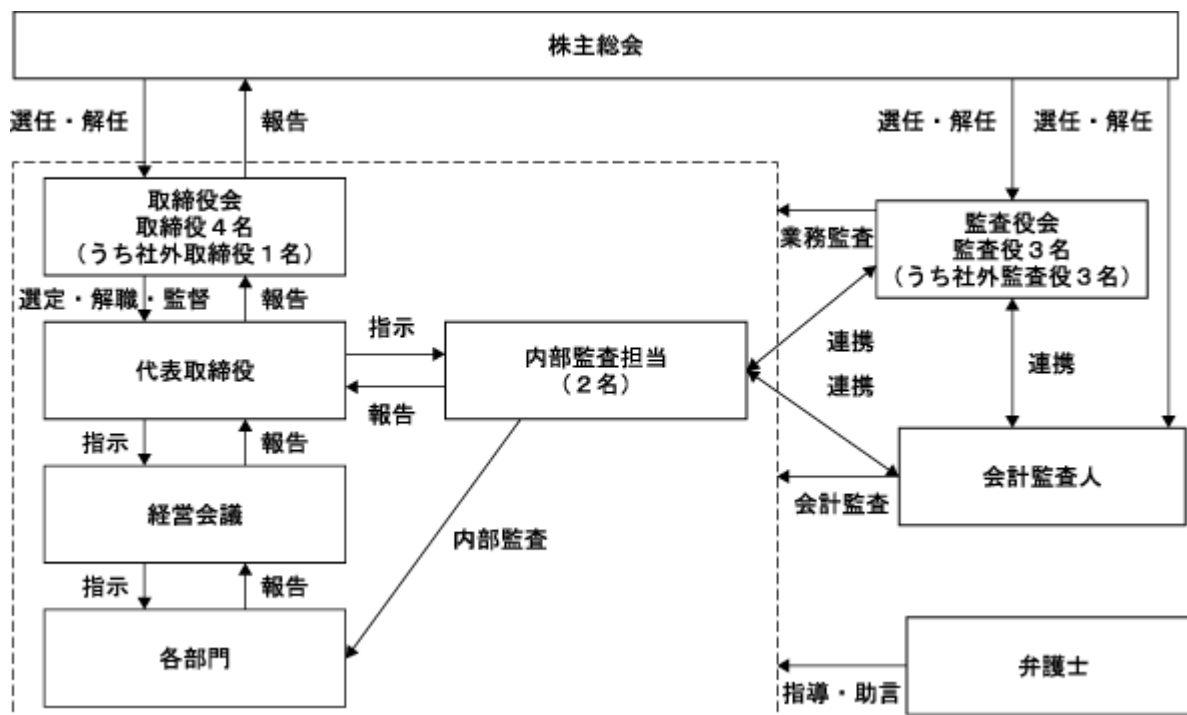 株主総会
選任・解任
報告
選任・解任
選任・解任
取締役会
取締役4名
(うち社外取締役1名)
業務監査
監査役会
監査役3名
(うち社外監査役3名)
選定・解職・監督
報告
代表取締役
指示
報告
内部監査担当
(2名)
連携
連携
連携
指示
報告
経営会議
内部監査
会計監査
会計監査人
指示
報告
各部門
指導・助言
弁護士